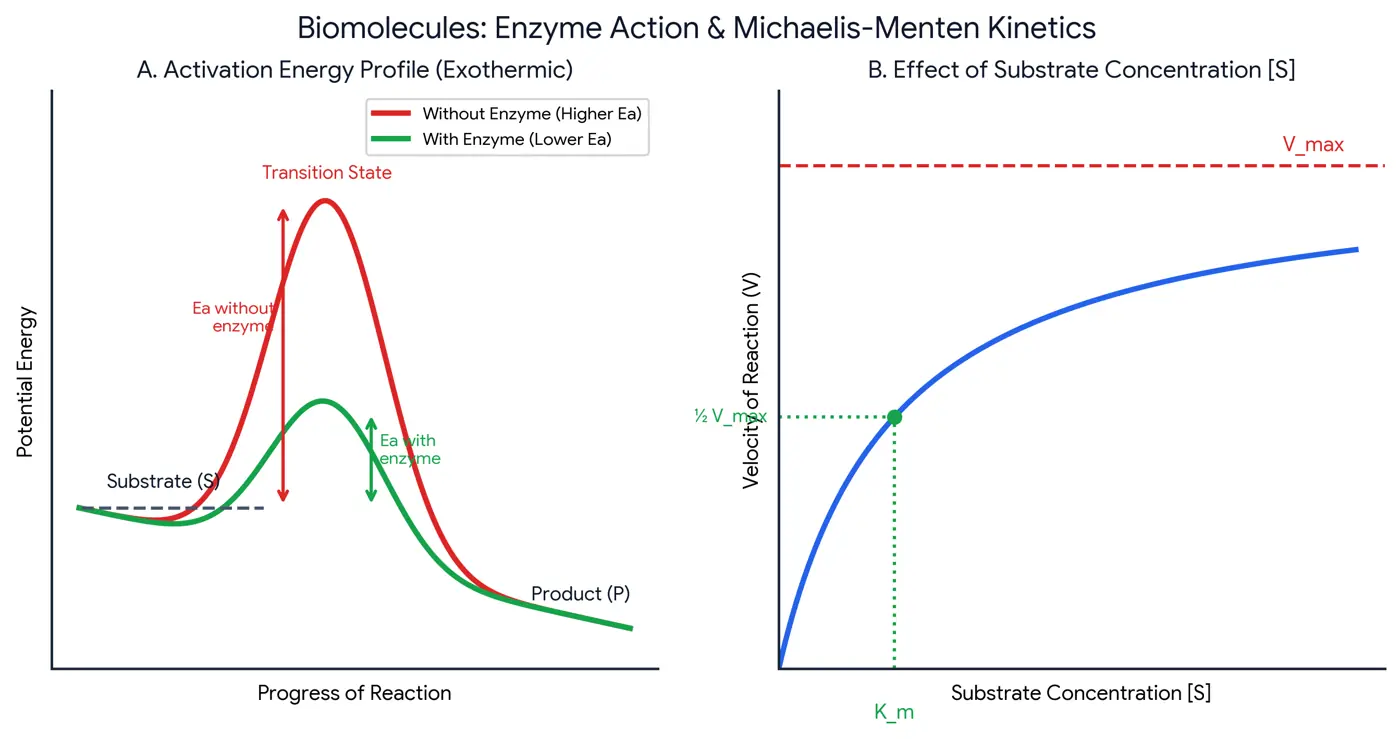 Biomolecules: Enzyme Action & Michaelis-Menten Kinetics
A. Activation Energy Profile (Exothermic)
Without Enzyme (Higher Ea)
With Enzyme (Lower Ea)
Transition State
Ea without
enzyme
Ea with
enzyme
Substrate (S)
Product (P)
Potential Energy
Progress of Reaction
B. Effect of Substrate Concentration [S]
V_max
½ V_max
Velocity of Reaction (V)
Substrate Concentration [S]
K_m